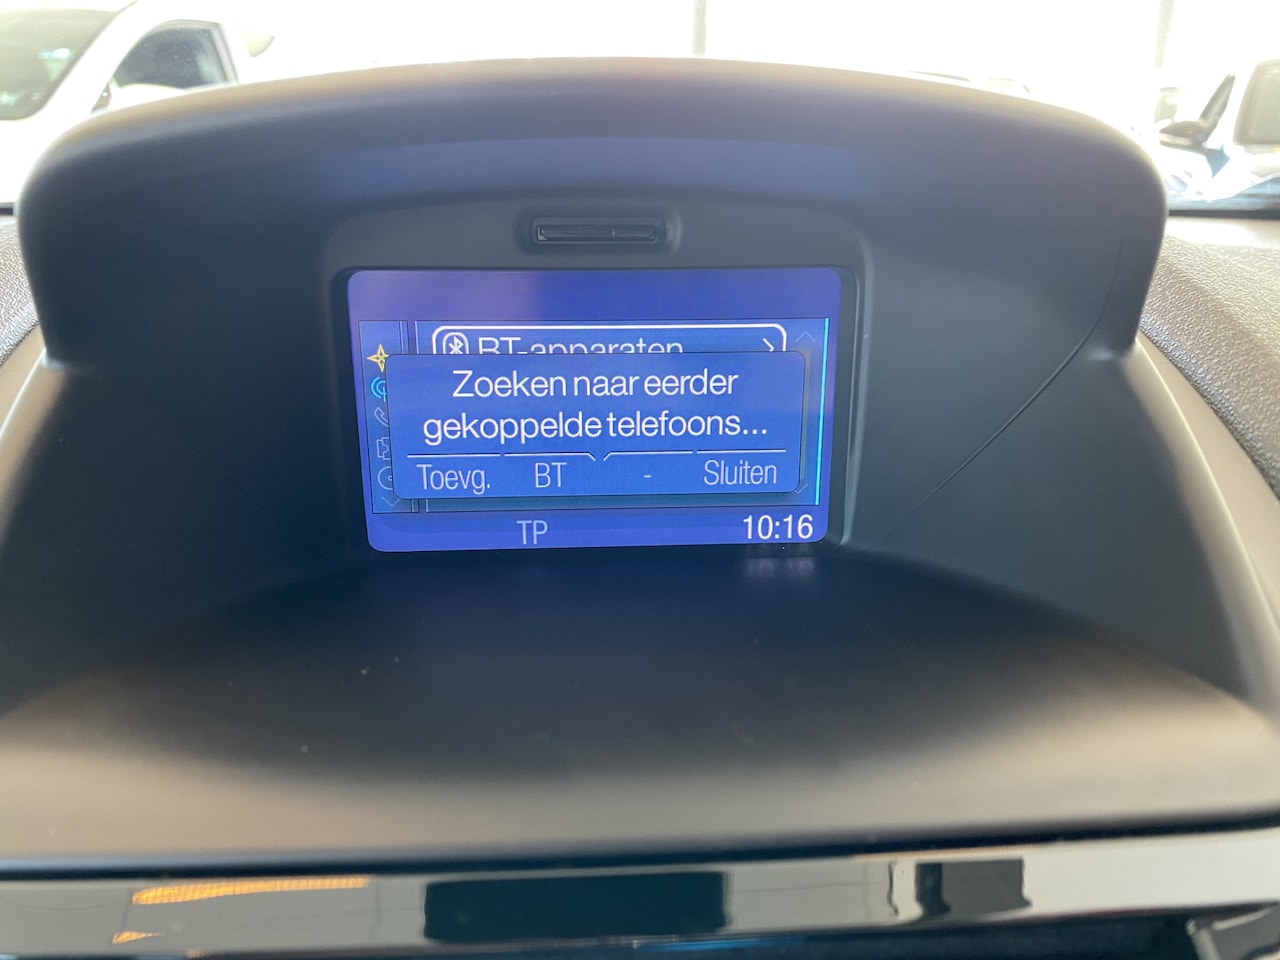 BT-apparaten
Zoeken naar eerder
gekoppelde telefoons...
Toevg. BT - Sluiten
TP 10:16